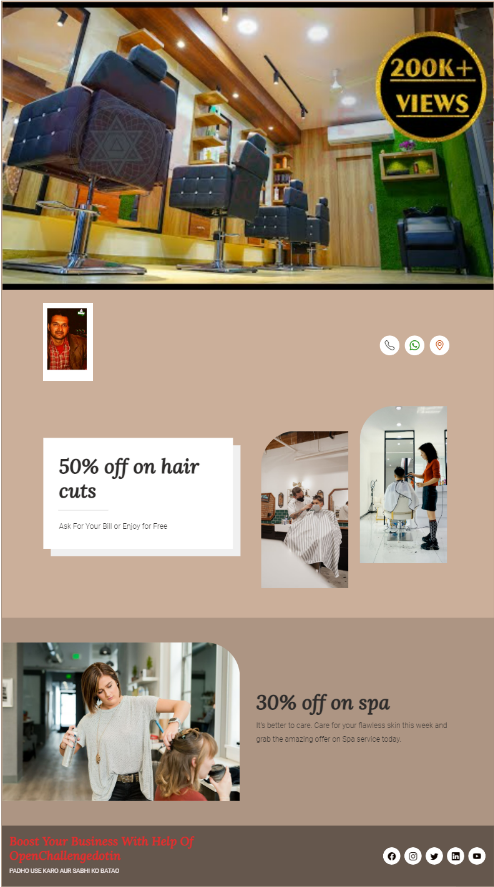 200K+
VIEWS
50% off on hair
cuts
Ask For Your Bill or Enjoy for Free
30% off on spa
It's better to care. Care for your flawless skin this week and
grab the amazing offer on Spa service today.
Boost Your Business With Help Of
OpenChallengedotin
PADHO USE KARO AUR SABHI KO BATAO